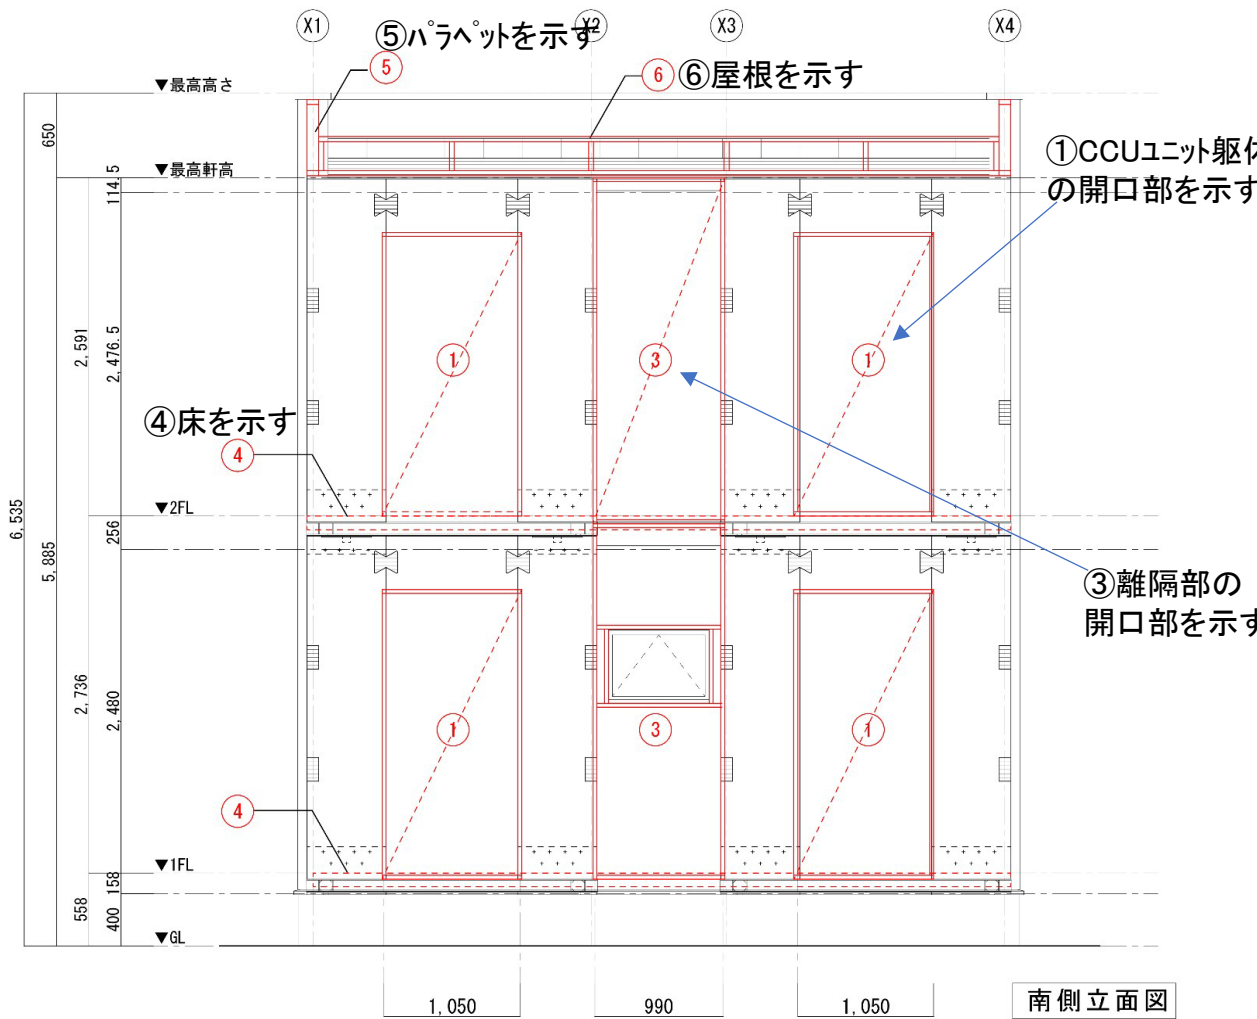 X1
X2
X3
X4
⑤パラペットを示す
5
6
⑥屋根を示す
▼最高高さ
650
▼最高軒高
114.5
①CCUユニット躯体
の開口部を示す
2,591
2,476.5
1
3
1
④床を示す
4
▼2FL
256
6,535
5,885
③離隔部の
開口部を示す
2,736
2,480
1
3
1
4
▼1FL
158
558
400
▼GL
1,050
990
1,050
南側立面図